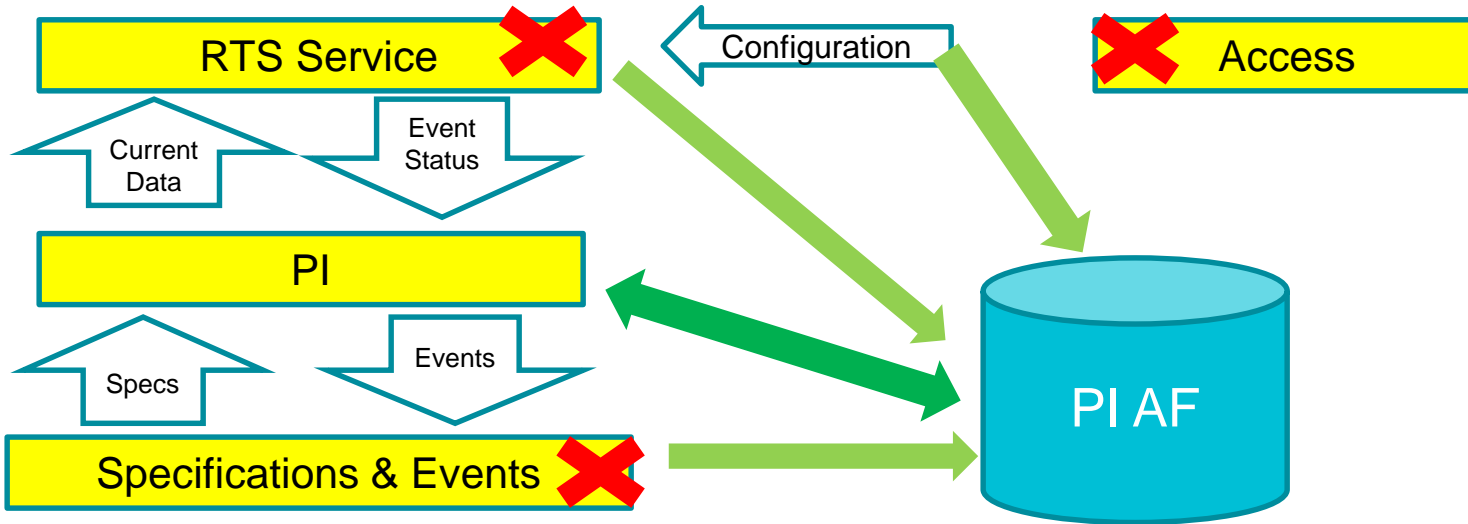 RTS Service
Configuration
Access
Current
Data
Event
Status
PI
Specs
Events
PI AF
Specifications & Events